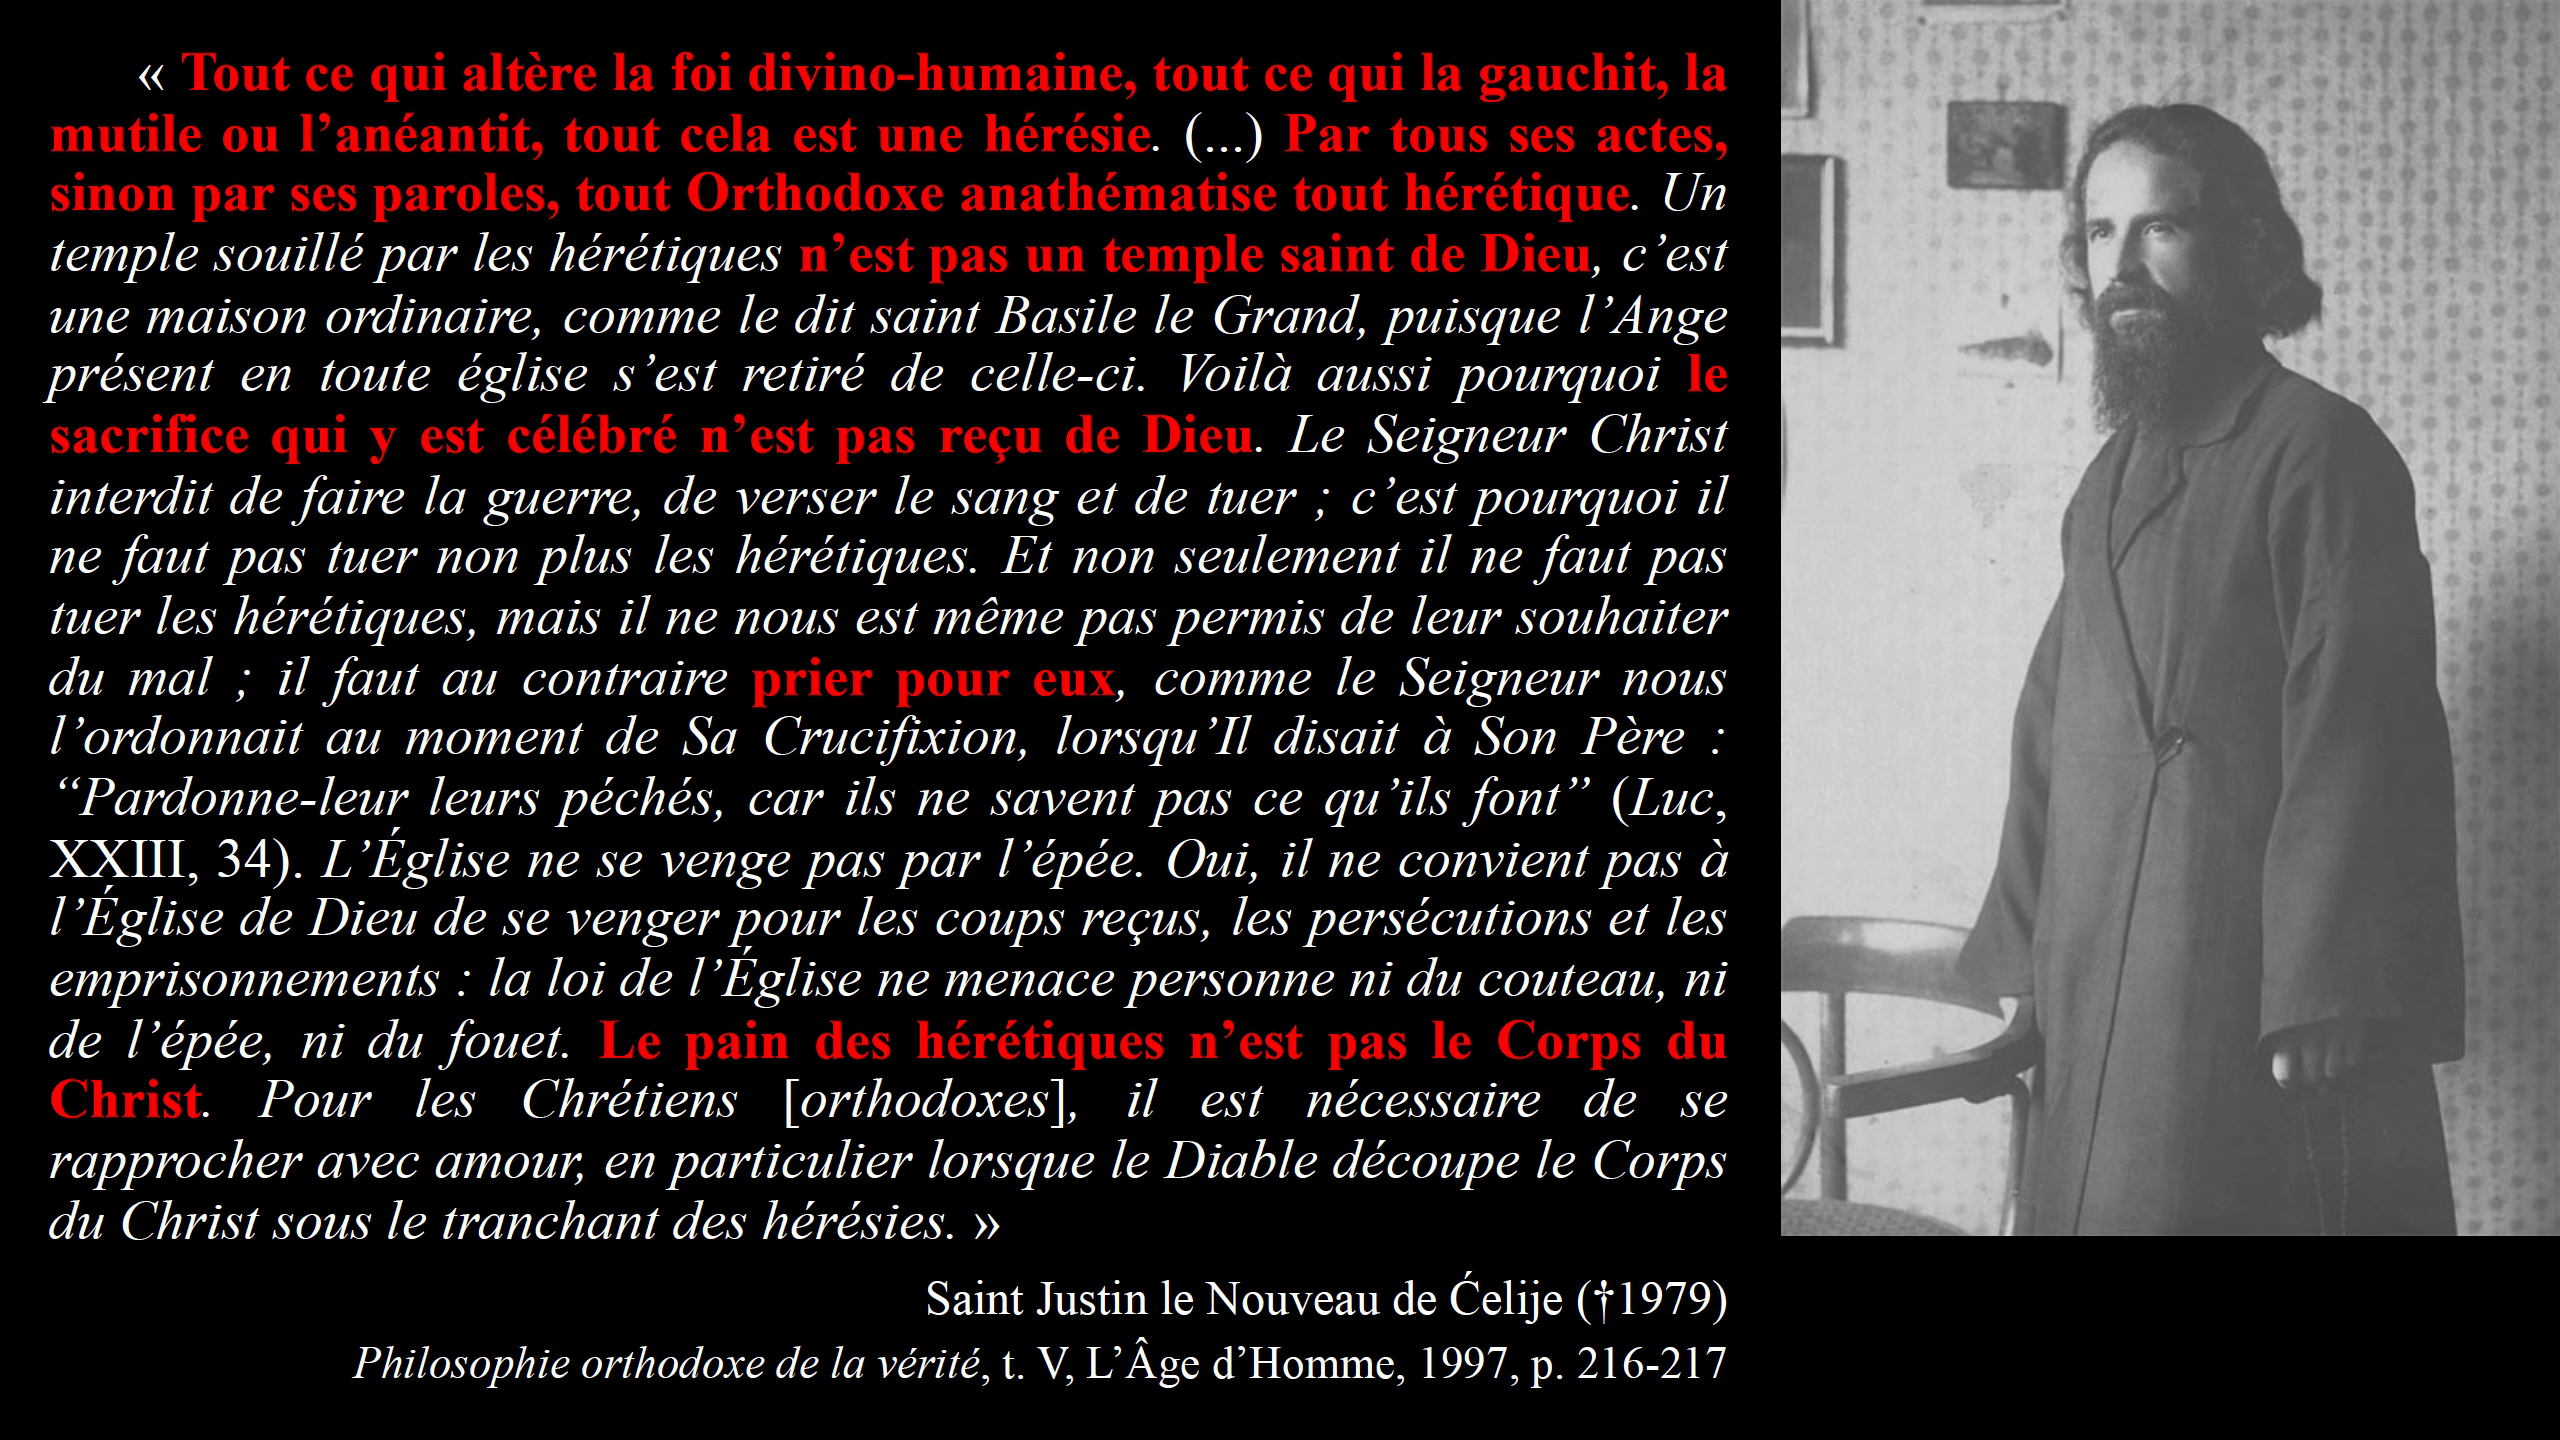 « Tout ce qui altère la foi divino-humaine, tout ce qui la gauchit, la
mutile ou l’anéantit, tout cela est une hérésie. (...) Par tous ses actes,
sinon par ses paroles, tout Orthodoxe anathématise tout hérétique. Un
temple souillé par les hérétiques n’est pas un temple saint de Dieu, c’est
une maison ordinaire, comme le dit saint Basile le Grand, puisque l’Ange
présent en toute église s’est retiré de celle-ci. Voilà aussi pourquoi le
sacrifice qui y est célébré n’est pas reçu de Dieu. Le Seigneur Christ
interdit de faire la guerre, de verser le sang et de tuer ; c’est pourquoi il
ne faut pas tuer non plus les hérétiques. Et non seulement il ne faut pas
tuer les hérétiques, mais il ne nous est même pas permis de leur souhaiter
du mal ; il faut au contraire prier pour eux, comme le Seigneur nous
l’ordonnait au moment de Sa Crucifixion, lorsqu’Il disait à Son Père :
“Pardonne-leur leurs péchés, car ils ne savent pas ce qu’ils font” (Luc,
XXIII, 34). L’Église ne se venge pas par l’épée. Oui, il ne convient pas à
l’Église de Dieu de se venger pour les coups reçus, les persécutions et les
emprisonnements : la loi de l’Église ne menace personne ni du couteau, ni
de l’épée, ni du fouet. Le pain des hérétiques n’est pas le Corps du
Christ. Pour les Chrétiens [orthodoxes], il est nécessaire de se
rapprocher avec amour, en particulier lorsque le Diable découpe le Corps
du Christ sous le tranchant des hérésies. »
Saint Justin le Nouveau de Ćelije (†1979)
Philosophie orthodoxe de la vérité, t. V, L’Âge d’Homme, 1997, p. 216-217